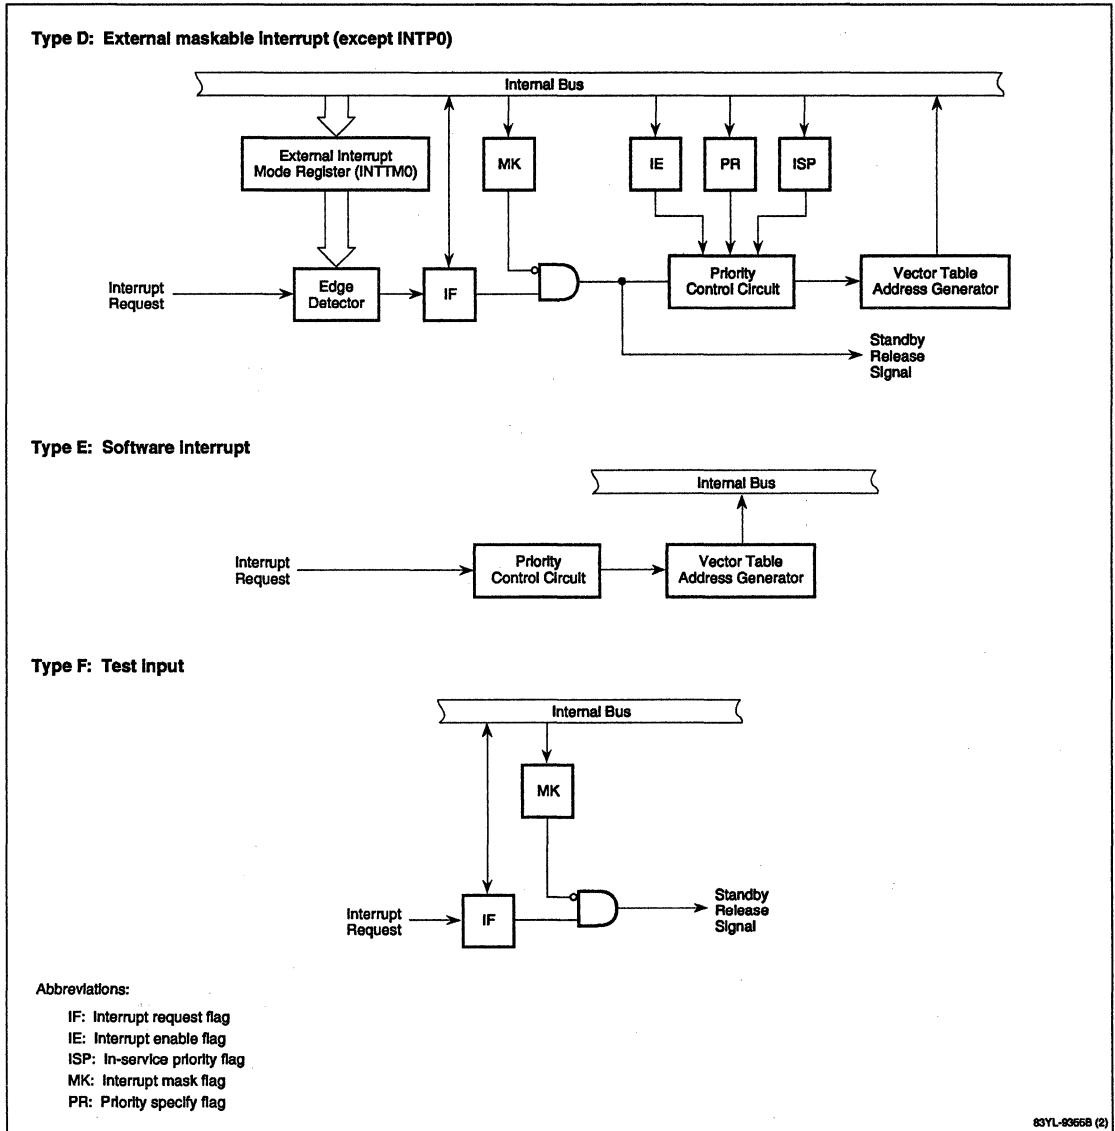 Type D: External maskable interrupt (except INTP0)
Internal Bus
External Interrupt
Mode Register (INTTM0)
MK
IE
PR
ISP
Interrupt
Request
Edge
Detector
IF
Priority
Control Circuit
Vector Table
Address Generator
Standby
Release
Signal
Type E: Software interrupt
Internal Bus
Interrupt
Request
Priority
Control Circuit
Vector Table
Address Generator
Type F: Test input
Internal Bus
MK
Interrupt
Request
IF
Standby
Release
Signal
Abbreviations:
IF: Interrupt request flag
IE: Interrupt enable flag
ISP: In-service priority flag
MK: Interrupt mask flag
PR: Priority specify flag
83YL-9366B (2)